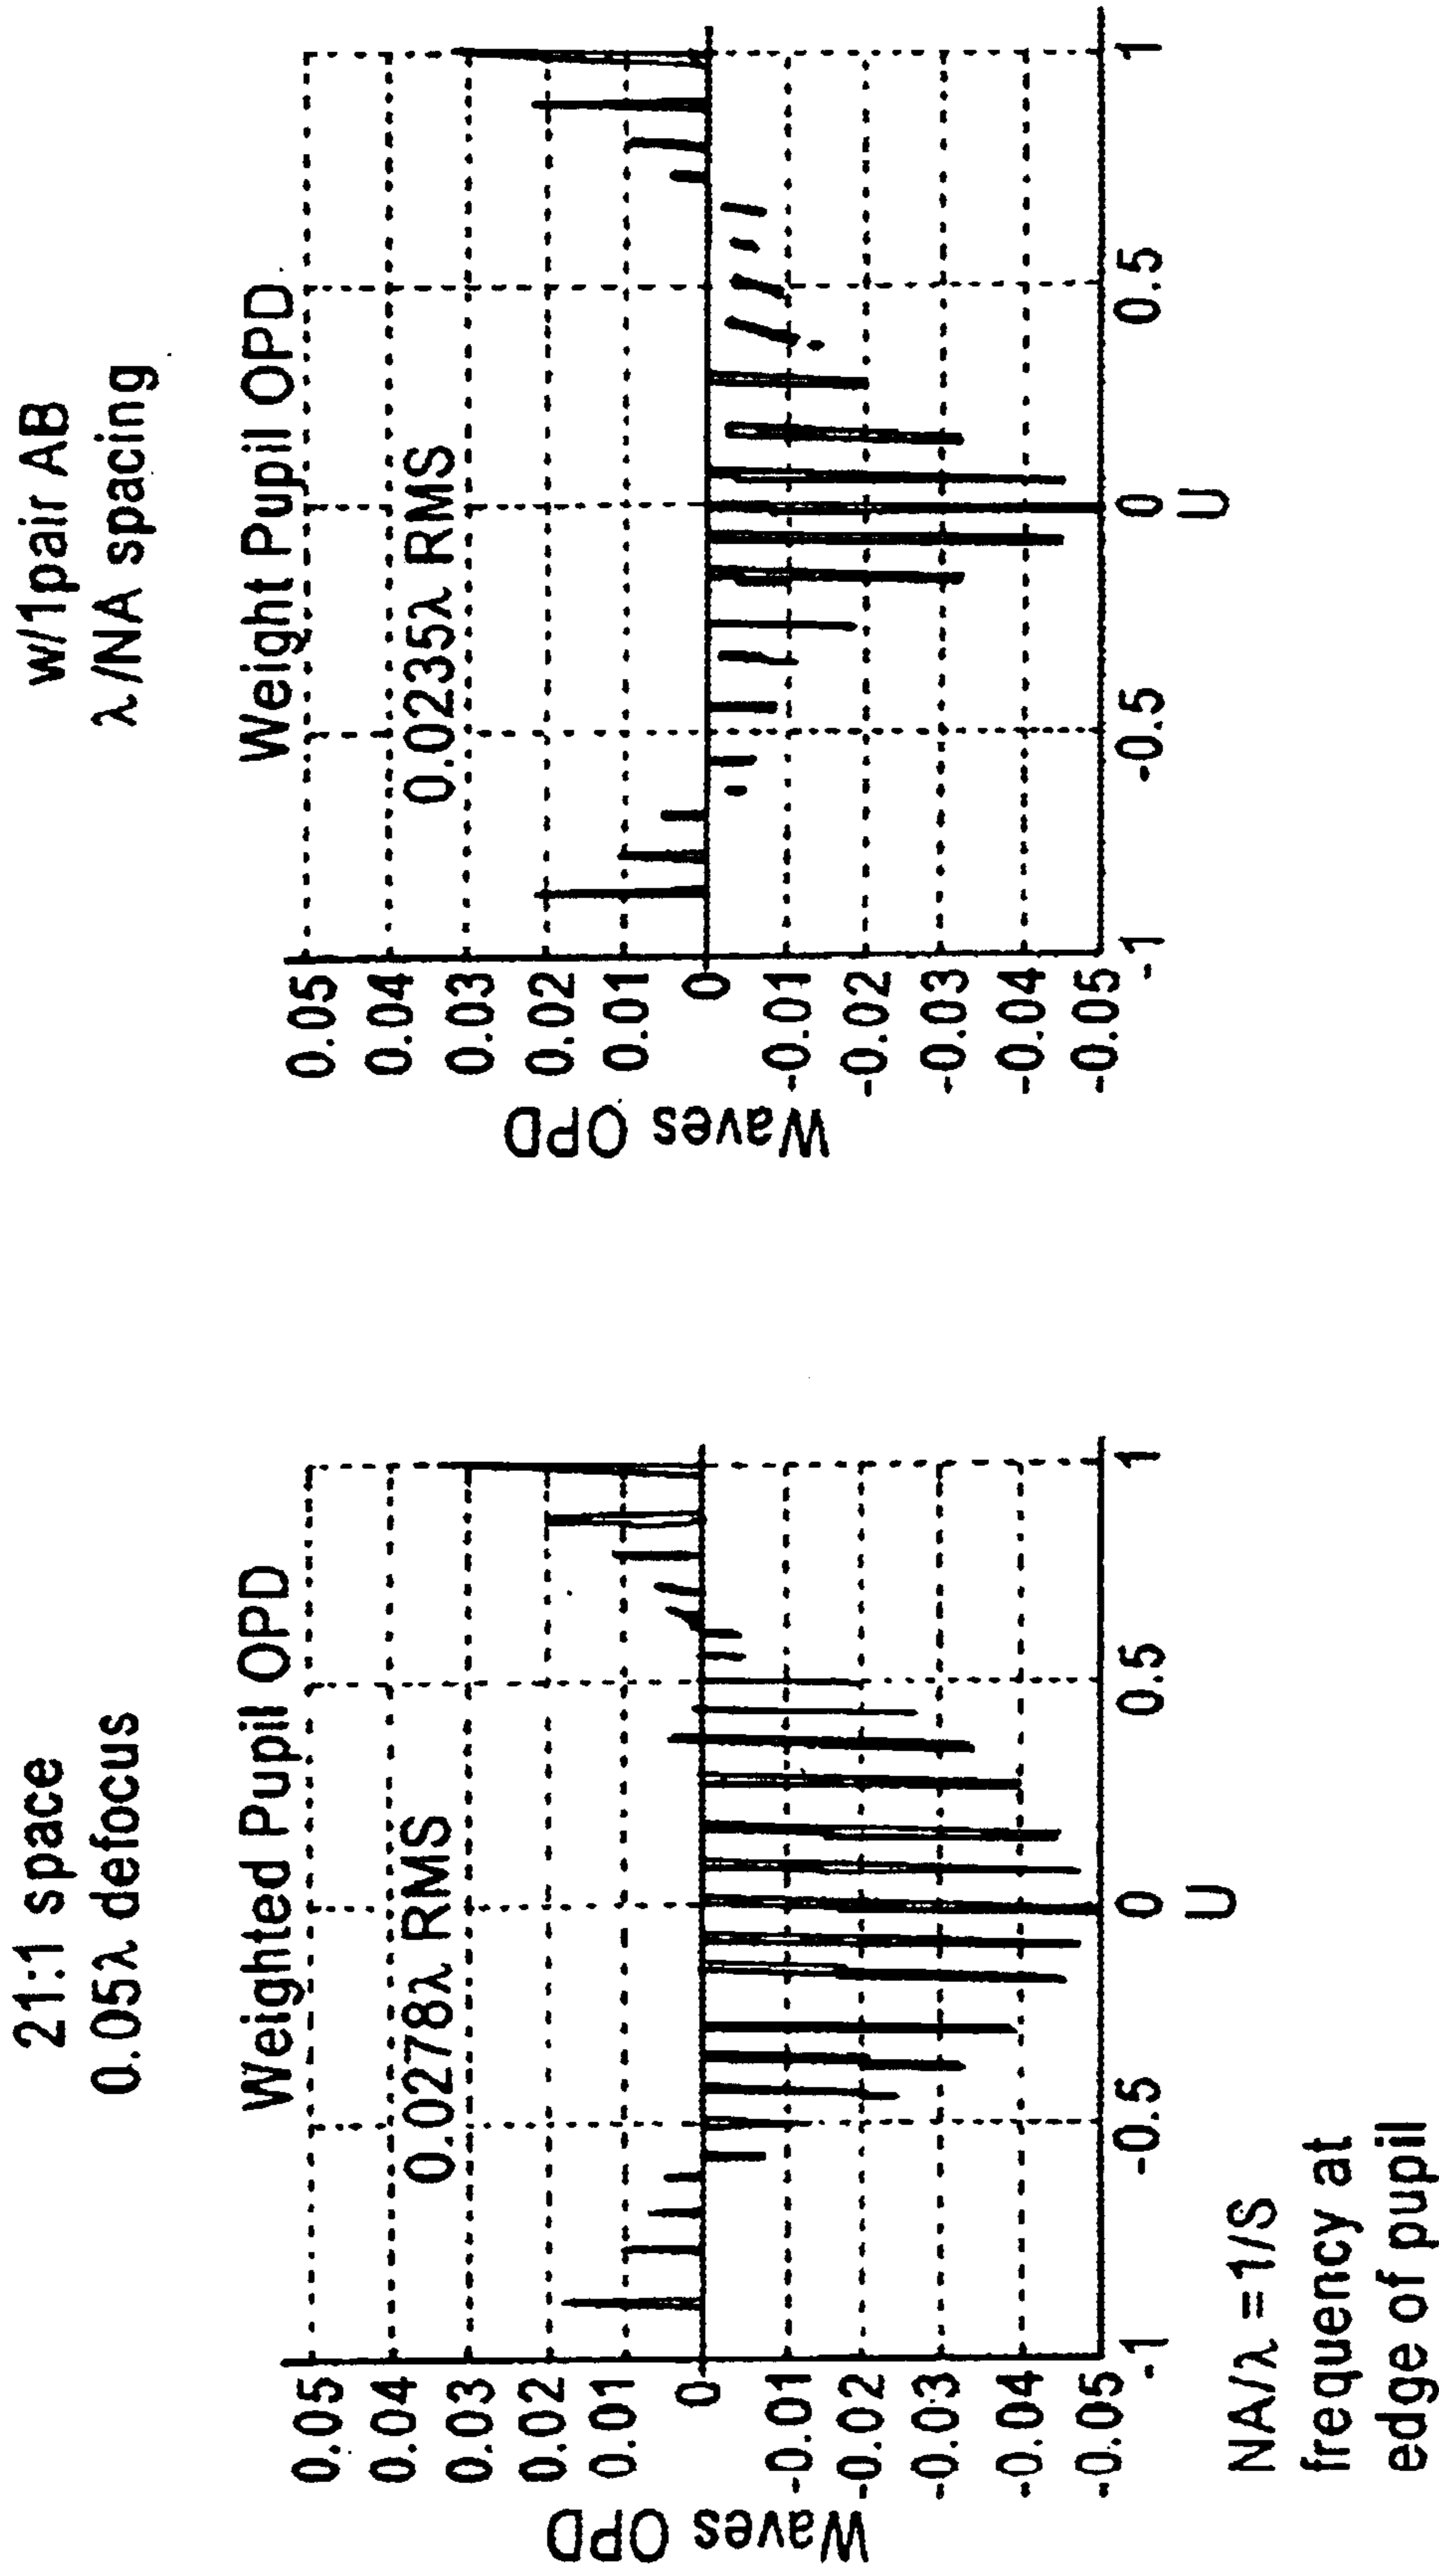 21:1 space
0.05λ defocus
Weighted Pupil OPD
0.0278λ RMS
Waves OPD
0.05
0.04
0.03
0.02
0.01
0
-0.01
-0.02
-0.03
-0.04
-0.05
-1
-0.5
0
0.5
1
U
NA/λ = 1/S
frequency at
edge of pupil
w/1pair AB
λ/NA spacing
Weight Pupil OPD
0.0235λ RMS
Waves OPD
0.05
0.04
0.03
0.02
0.01
0
-0.01
-0.02
-0.03
-0.04
-0.05
-1
-0.5
0
0.5
1
U